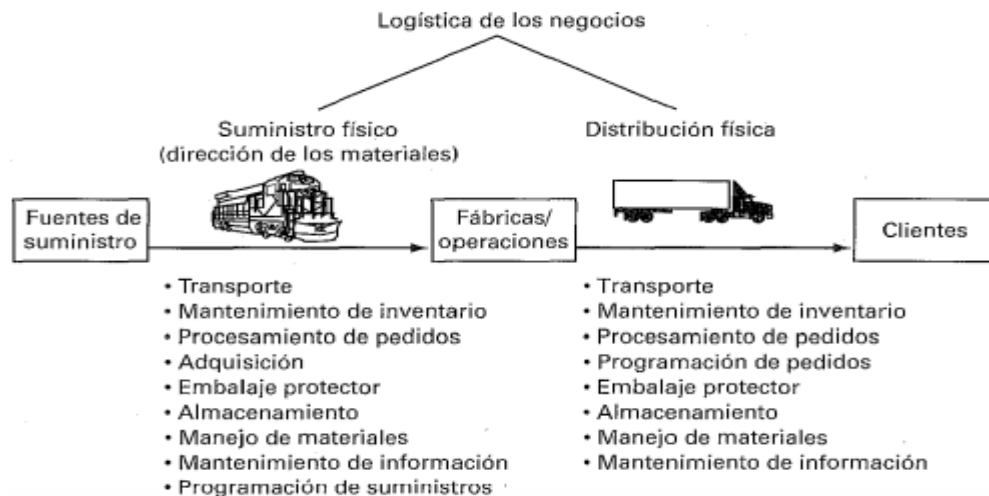 Logística de los negocios
Suministro físico
(dirección de los materiales)
Distribución física
Fuentes de
suministro
Fábricas/
operaciones
Clientes
• Transporte
• Mantenimiento de inventario
• Procesamiento de pedidos
• Adquisición
• Embalaje protector
• Almacenamiento
• Manejo de materiales
• Mantenimiento de información
• Programación de suministros
• Transporte
• Mantenimiento de inventario
• Procesamiento de pedidos
• Programación de pedidos
• Embalaje protector
• Almacenamiento
• Manejo de materiales
• Mantenimiento de información